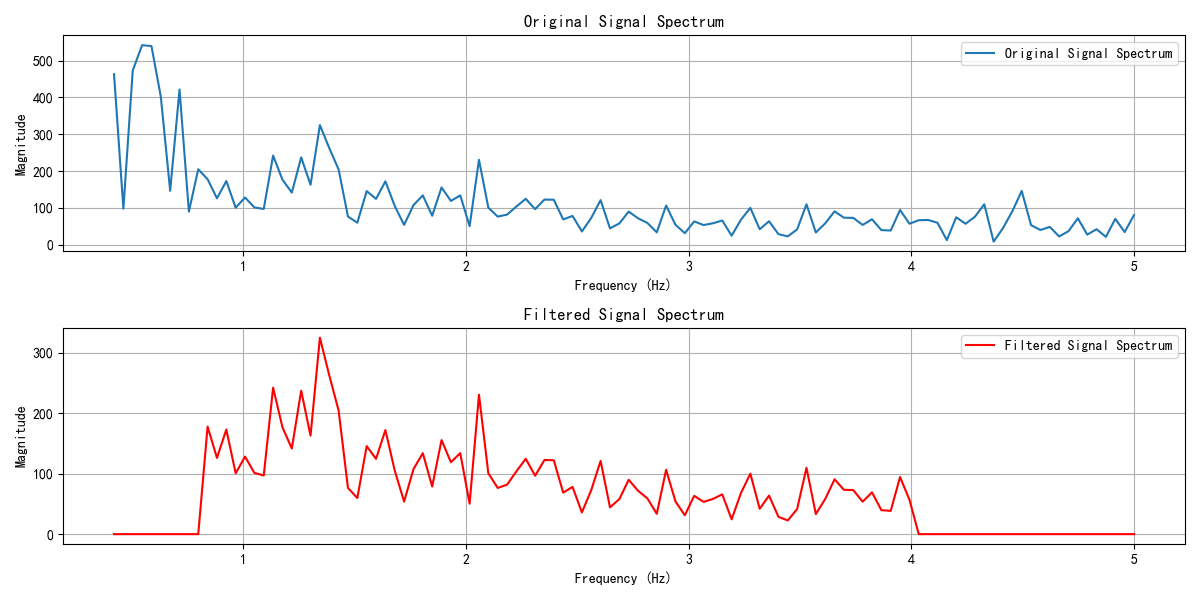 Original Signal Spectrum
Original Signal Spectrum
Magnitude
500
400
300
200
100
0
1 2 3 4 5
Frequency (Hz)
Filtered Signal Spectrum
Filtered Signal Spectrum
Magnitude
300
200
100
0
1 2 3 4 5
Frequency (Hz)